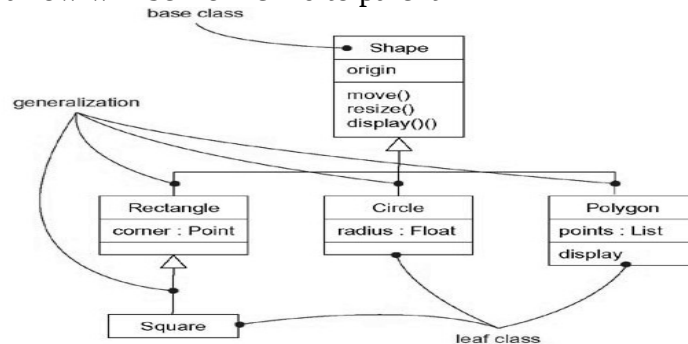 base class
Shape
origin
move()
resize()
display()()
generalization
Rectangle
corner : Point
Circle
radius : Float
Polygon
points : List
display
Square
leaf class